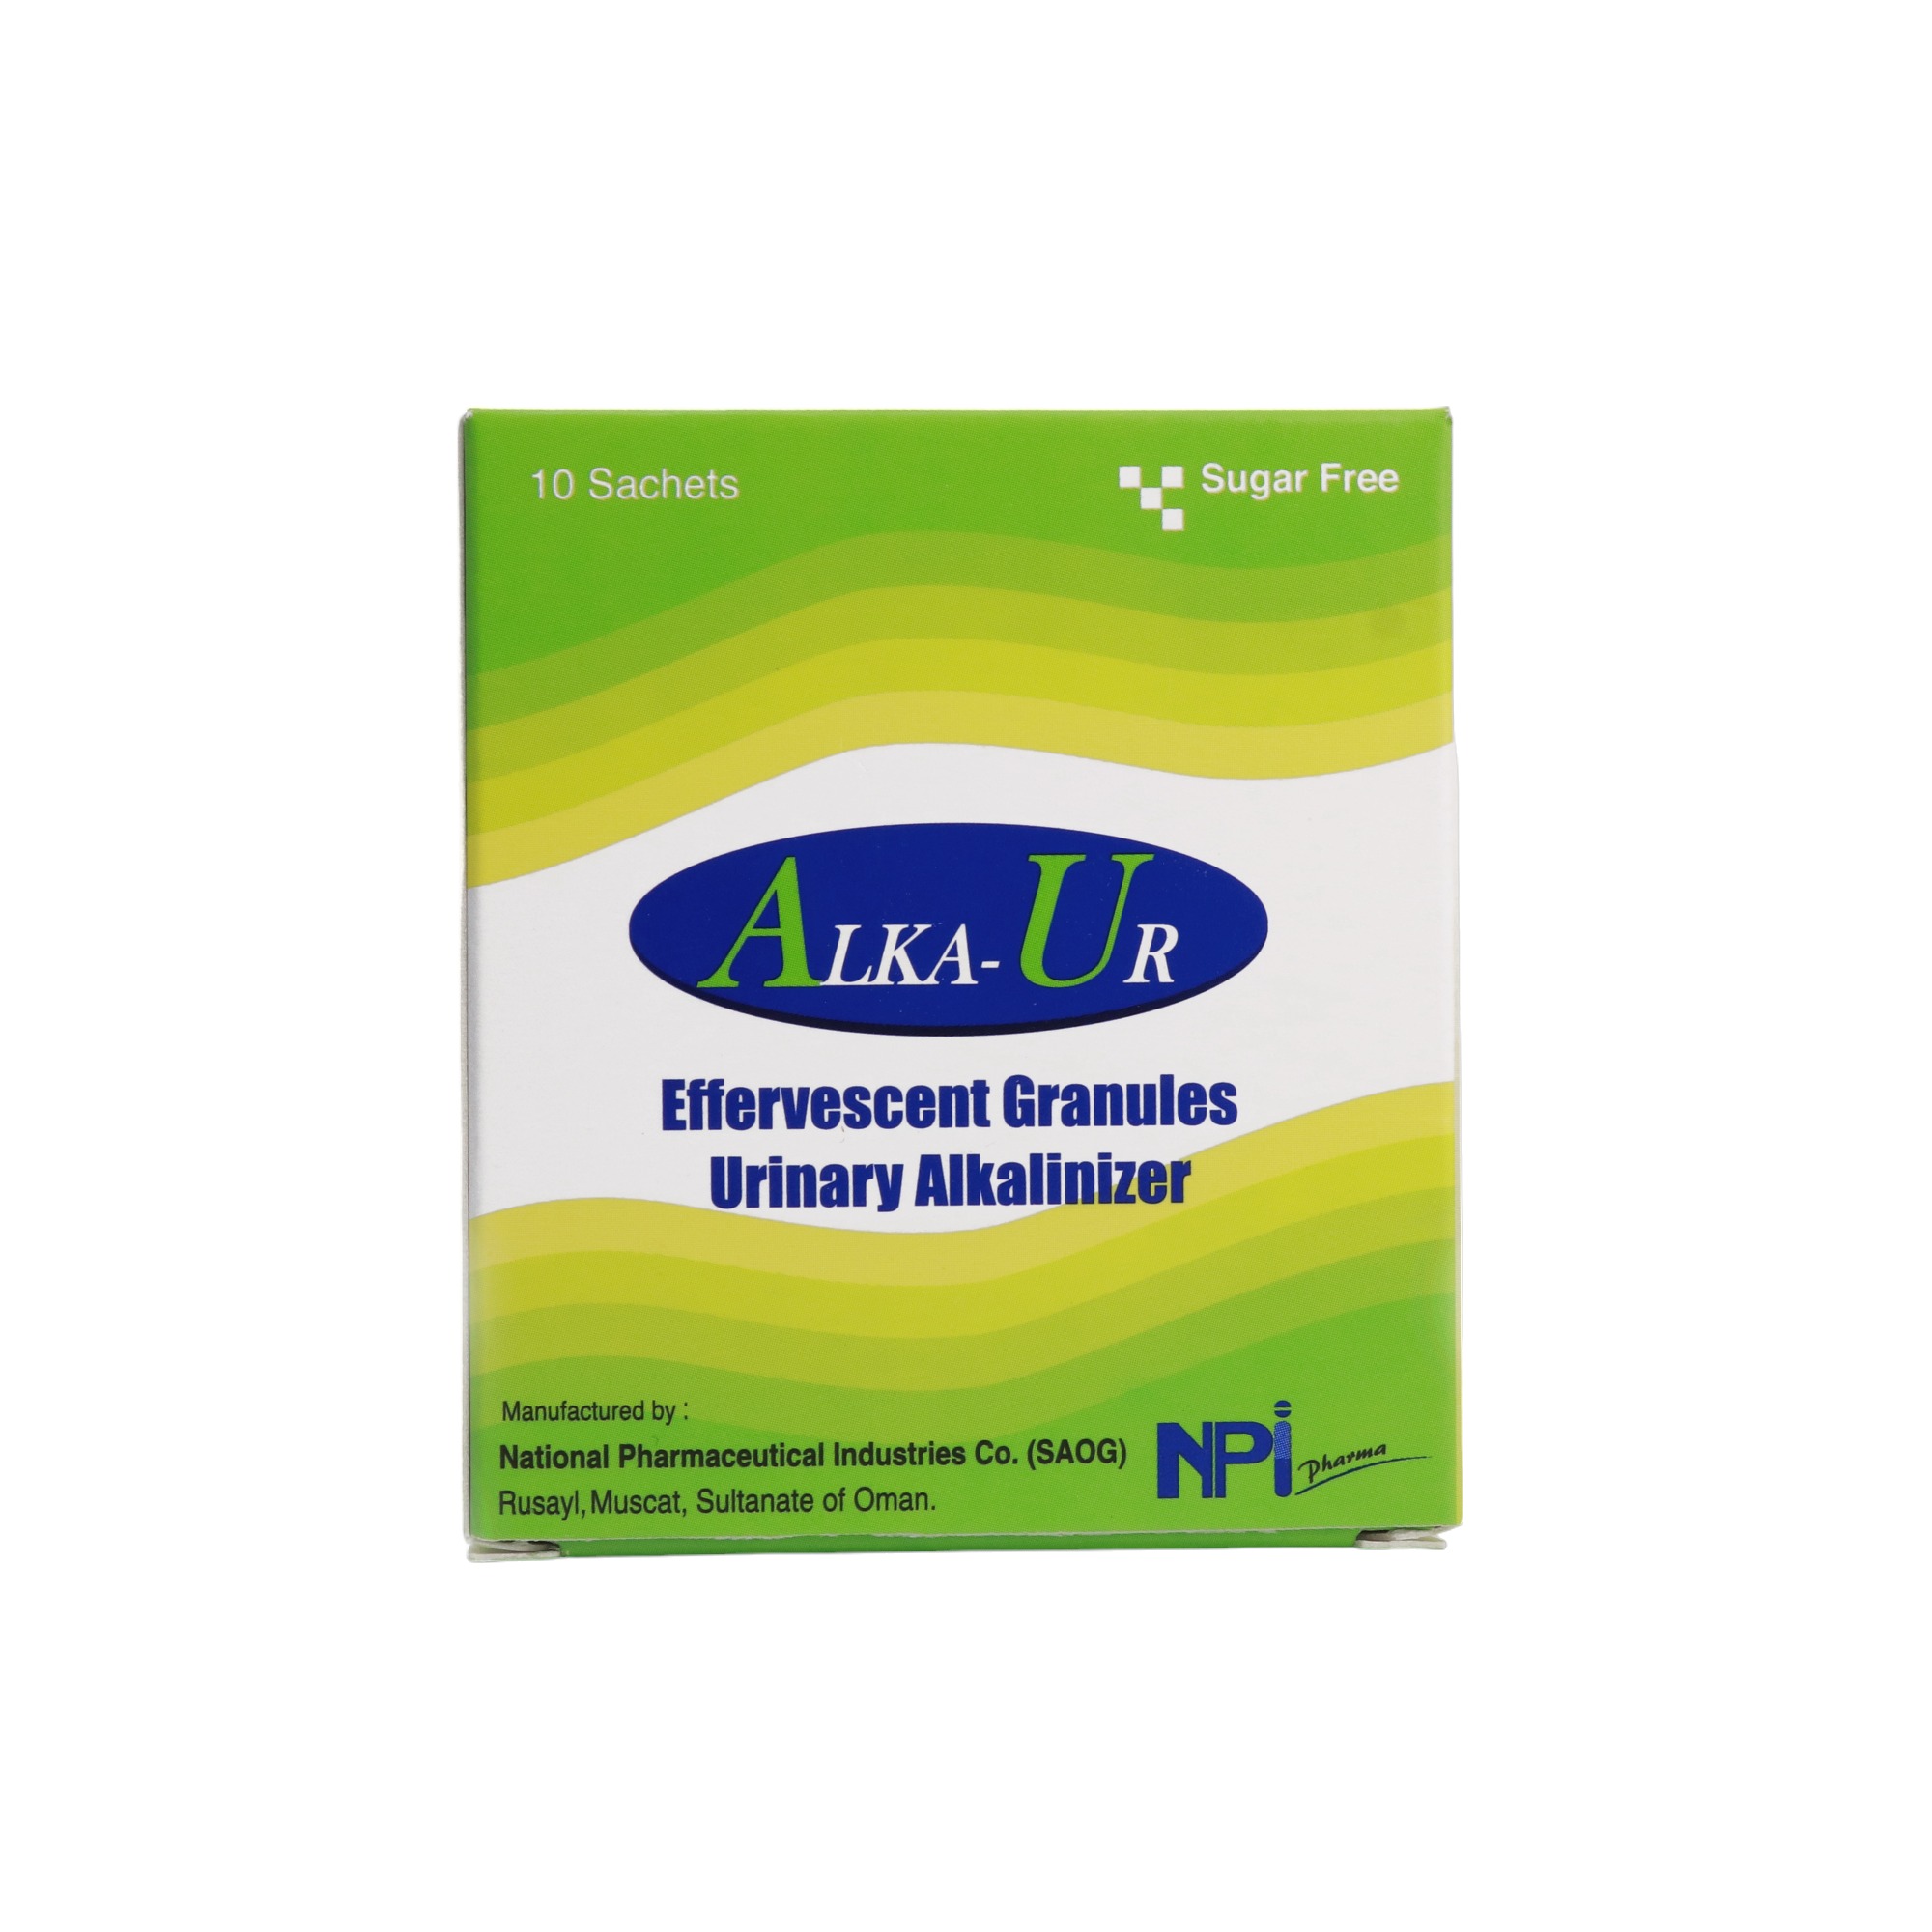 10 Sachets
Sugar Free
ALKA-UR
Effervescent Granules
Urinary Alkalinizer
Manufactured by :
National Pharmaceutical Industries Co. (SAOG)
Rusayl, Muscat, Sultanate of Oman.
NPi Pharma